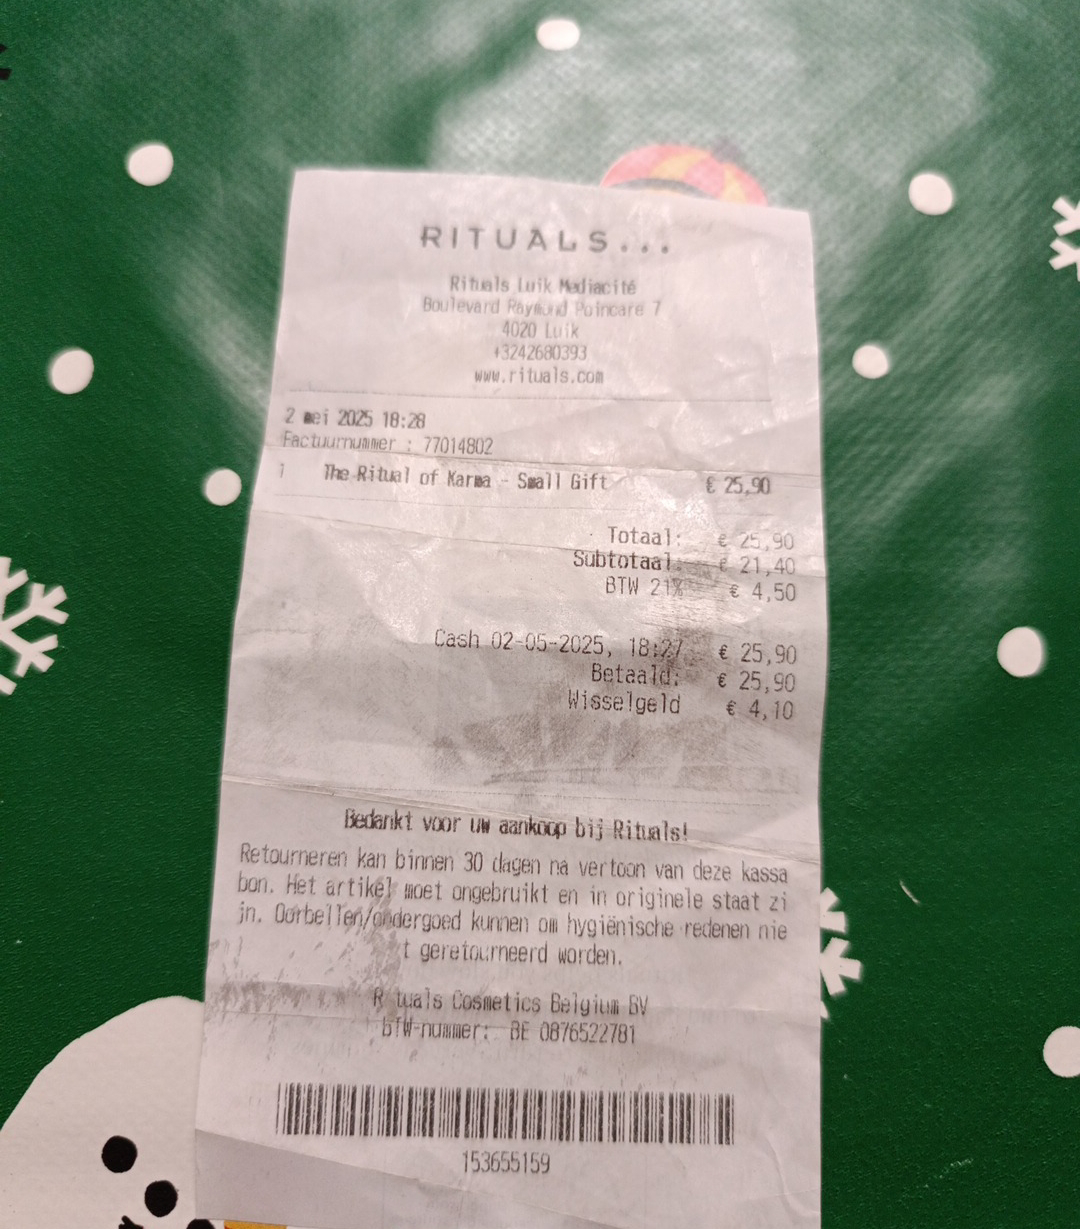 RITUALS...
Rituals Luik Mediacité
Boulevard Raymond Poincare 7
4020 Luik
+3242680393
www.rituals.com
2 mei 2025 18:28
Factuurnummer : 77014802
1 The Ritual of Karma - Small Gift € 25,90
Totaal: € 25,90
Subtotaal: € 21,40
BTW 21% € 4,50
Cash 02-05-2025, 18:27 € 25,90
Betaald: € 25,90
Wisselgeld € 4,10
Bedankt voor uw aankoop bij Rituals!
Retourneren kan binnen 30 dagen na vertoon van deze kassa
bon. Het artikel moet ongebruikt en in originele staat zi
jn. Oorbellen/ondergoed kunnen om hygiënische redenen nie
t geretourneerd worden.
Rituals Cosmetics Belgium BV
BTW-nummer: BE 0876522781
153655159